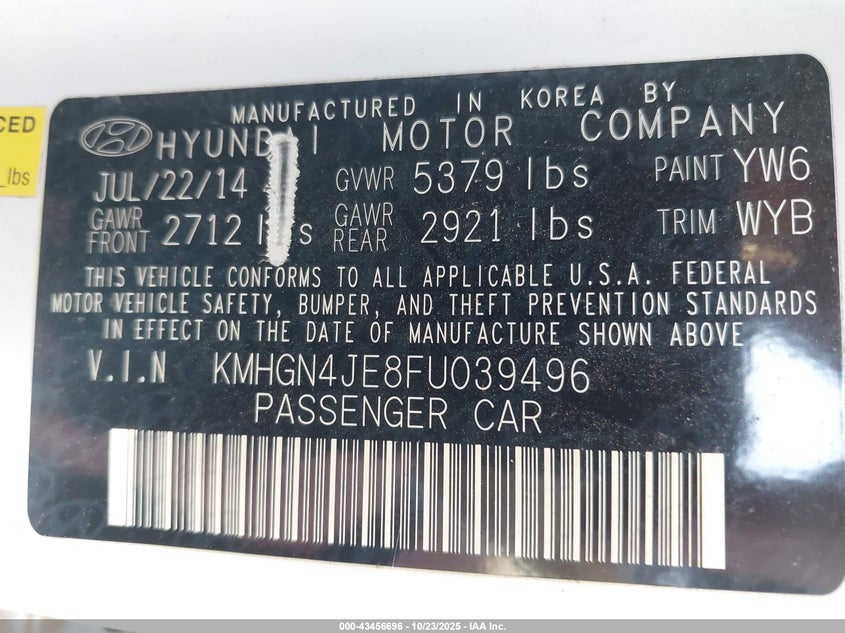 CED
lbs
MANUFACTURED IN KOREA BY
HYUNDAI MOTOR COMPANY
JUL/22/14 GVWR 5379 lbs PAINT YW6
GAWR FRONT 2712 lbs GAWR REAR 2921 lbs TRIM WYB
THIS VEHICLE CONFORMS TO ALL APPLICABLE U.S.A. FEDERAL
MOTOR VEHICLE SAFETY, BUMPER, AND THEFT PREVENTION STANDARDS
IN EFFECT ON THE DATE OF MANUFACTURE SHOWN ABOVE
V.I.N KMHGN4JE8FU039496
PASSENGER CAR
000-43456696 - 10/23/2025 - IAA Inc.